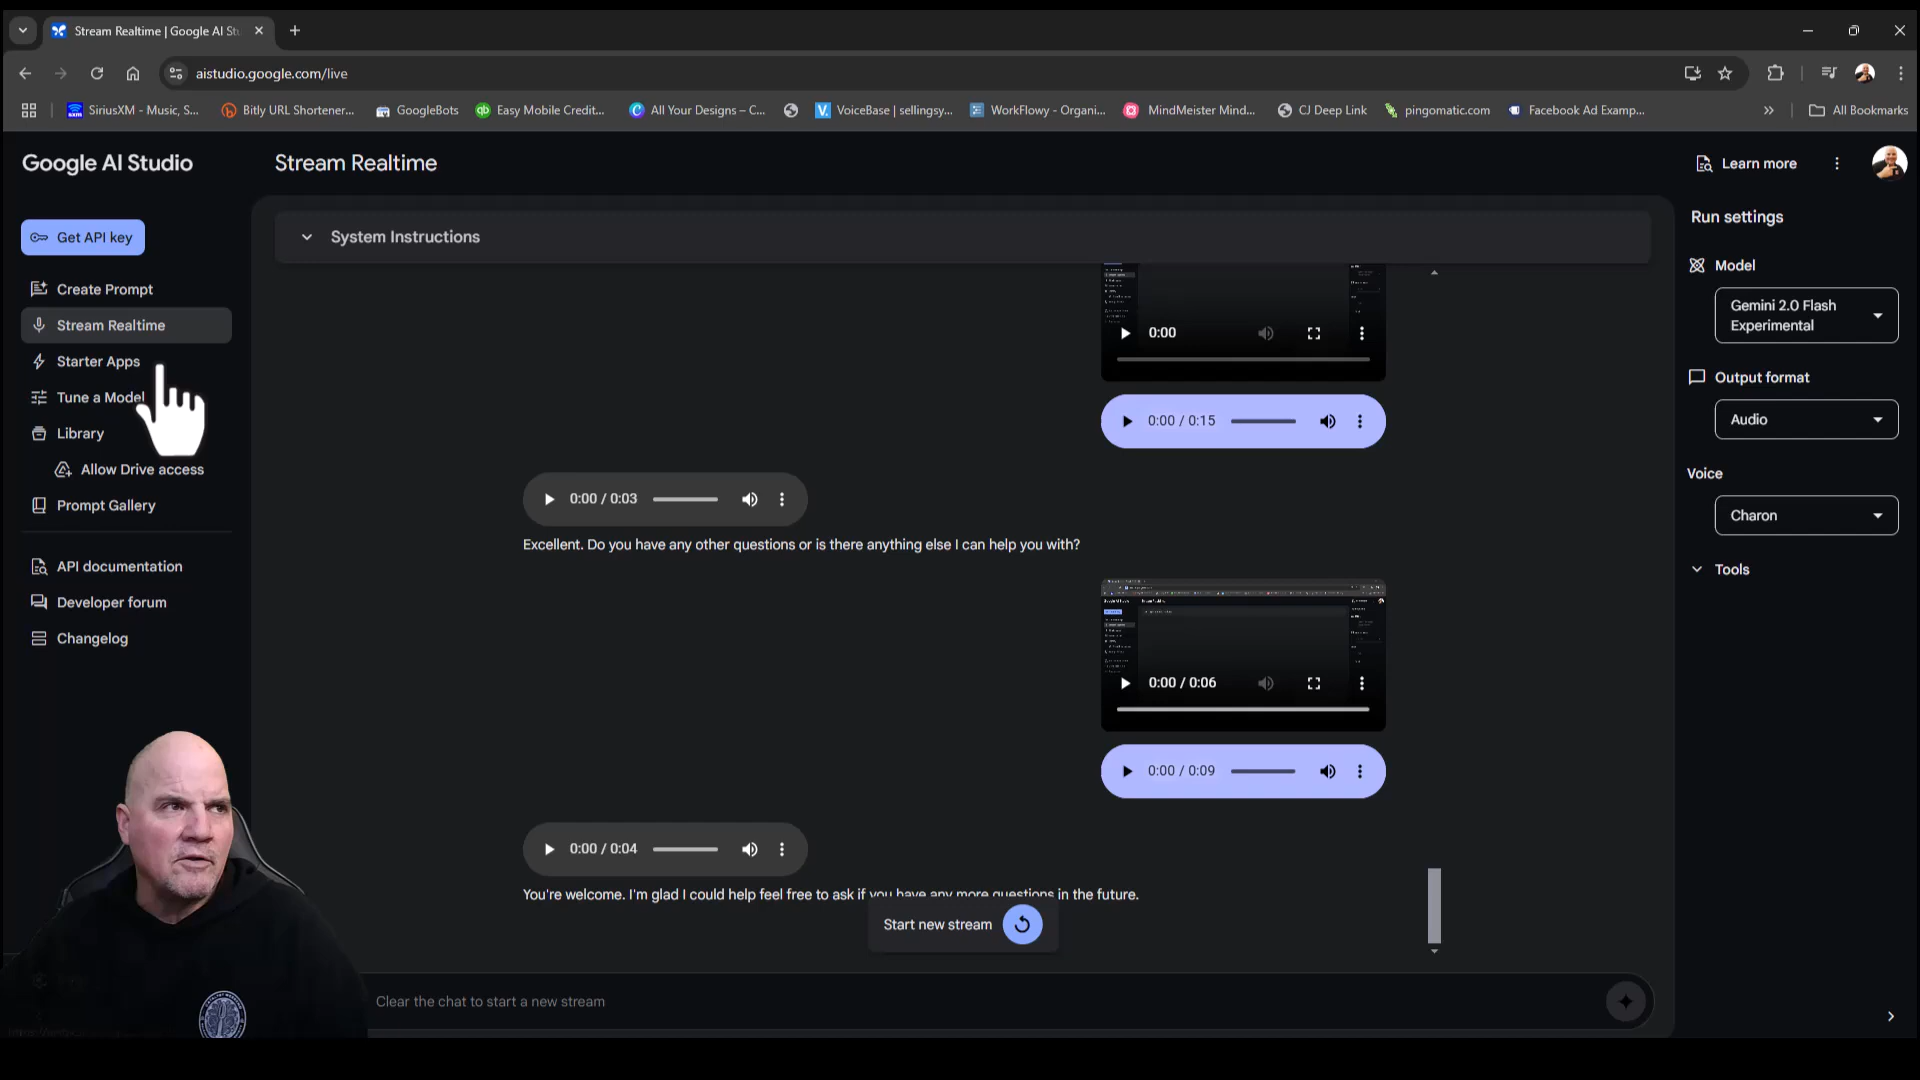 Stream Realtime | Google AI St
aistudio.google.com/live
SiriusXM - Music, S...
Bitly URL Shortener...
GoogleBots
Easy Mobile Credit...
All Your Designs – C...
VoiceBase | sellingsy...
WorkFlowy - Organi...
MindMeister Mind...
CJ Deep Link
pingomatic.com
Facebook Ad Examp...
All Bookmarks
Google AI Studio
Stream Realtime
Learn more
Get API key
Create Prompt
Stream Realtime
Starter Apps
Tune a Model
Library
Allow Drive access
Prompt Gallery
API documentation
Developer forum
Changelog
System Instructions
0:00
0:00 / 0:15
0:00 / 0:03
Excellent. Do you have any other questions or is there anything else I can help you with?
0:00 / 0:06
0:00 / 0:09
0:00 / 0:04
You're welcome. I'm glad I could help feel free to ask if you have any more questions in the future.
Start new stream
Clear the chat to start a new stream
Run settings
Model
Gemini 2.0 Flash
Experimental
Output format
Audio
Voice
Charon
Tools